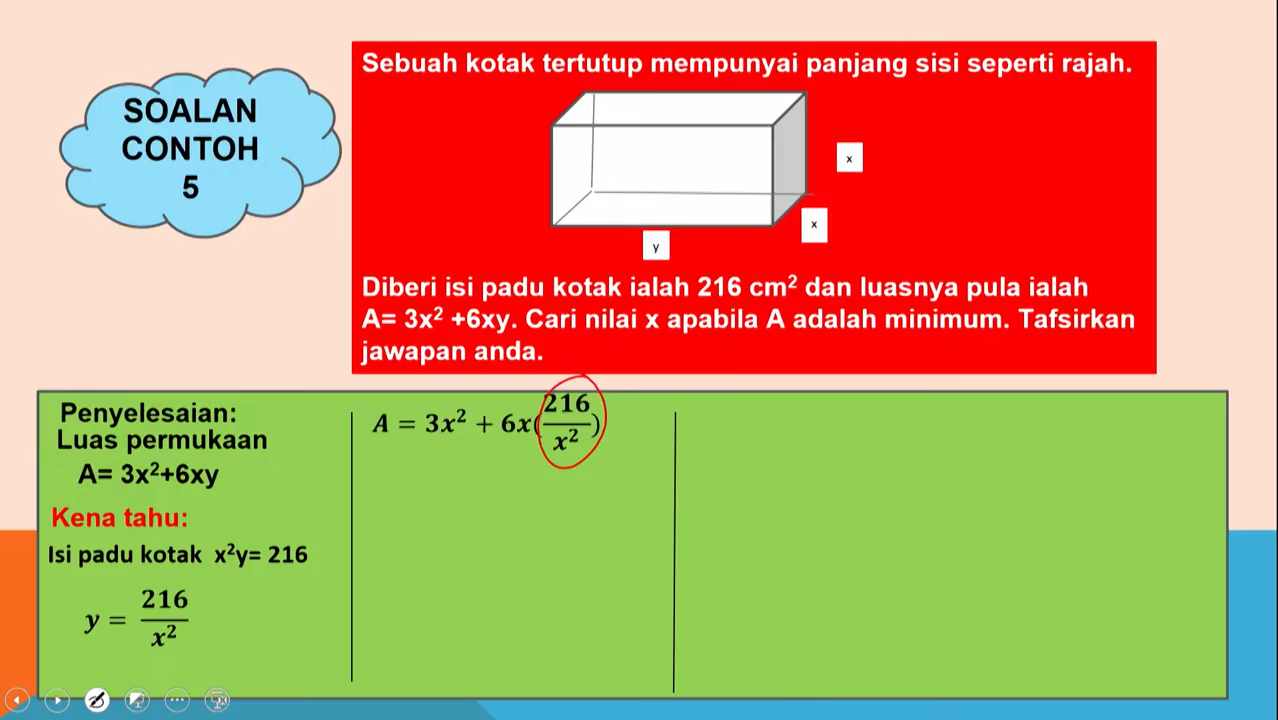 SOALAN
CONTOH
5
Sebuah kotak tertutup mempunyai panjang sisi seperti rajah.
x
x
y
Diberi isi padu kotak ialah 216 cm² dan luasnya pula ialah
A= 3x² +6xy. Cari nilai x apabila A adalah minimum. Tafsirkan
jawapan anda.
Penyelesaian:
Luas permukaan
A= 3x²+6xy
Kena tahu:
Isi padu kotak x²y= 216
y = 216/x²
A = 3x² + 6x(216/x²)